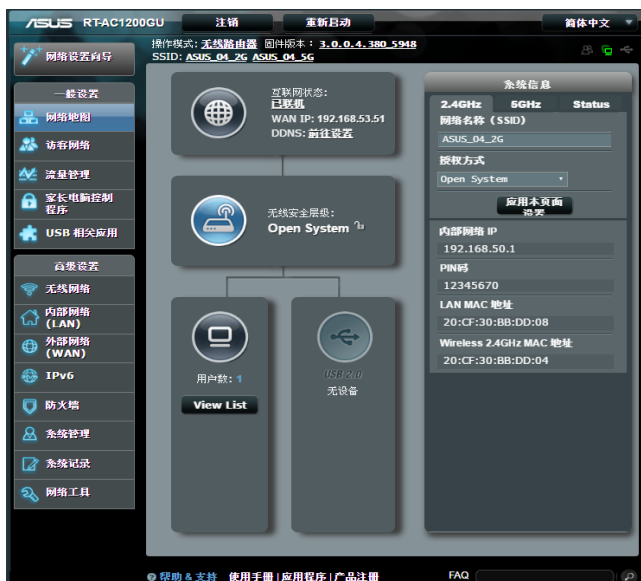 ASUS RT-AC1200GU 注销 重新启动 简体中文
操作模式: 无线路由器 固件版本: 3.0.0.4.380_5948
SSID: ASUS_04_2G ASUS_04_5G
网络设置向导
一般设置
网络地图
访客网络
流量管理
家长电脑控制
程序
USB 相关应用
高级设置
无线网络
内部网络
(LAN)
外部网络
(WAN)
IPv6
防火墙
系统管理
系统记录
网络工具
互联网状态:
已联机
WAN IP: 192.168.53.51
DDNS: 前往设置
无线安全层级:
Open System
用户数: 1
View List
USB 2.0
无设备
系统信息
2.4GHz 5GHz Status
网络名称（SSID）
ASUS_04_2G
授权方式
Open System
应用本页面
设置
内部网络 IP
192.168.50.1
PIN码
12345670
LAN MAC 地址
20:CF:30:BB:DD:08
Wireless 2.4GHz MAC 地址
20:CF:30:BB:DD:04
帮助 & 支持 使用手册 | 应用程序 | 产品注册 FAQ